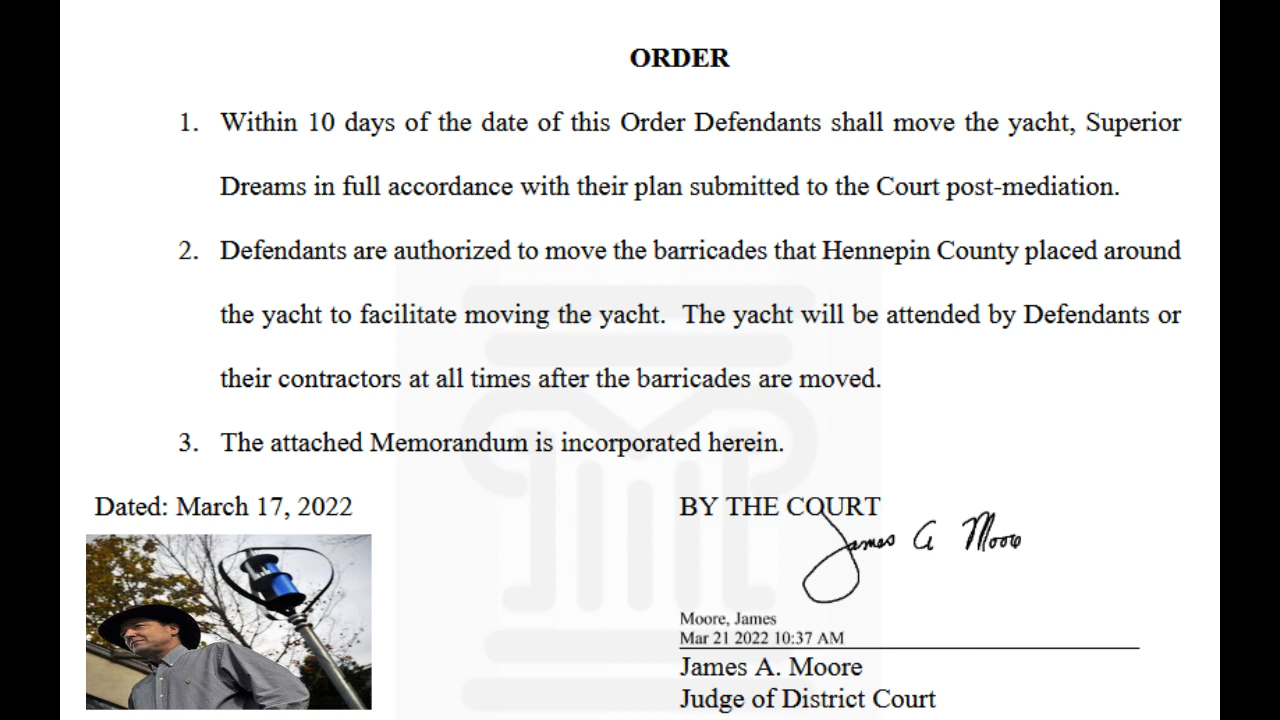 ORDER
1. Within 10 days of the date of this Order Defendants shall move the yacht, Superior
Dreams in full accordance with their plan submitted to the Court post-mediation.
2. Defendants are authorized to move the barricades that Hennepin County placed around
the yacht to facilitate moving the yacht. The yacht will be attended by Defendants or
their contractors at all times after the barricades are moved.
3. The attached Memorandum is incorporated herein.
Dated: March 17, 2022
BY THE COURT
James A Moore
Moore, James
Mar 21 2022 10:37 AM
James A. Moore
Judge of District Court